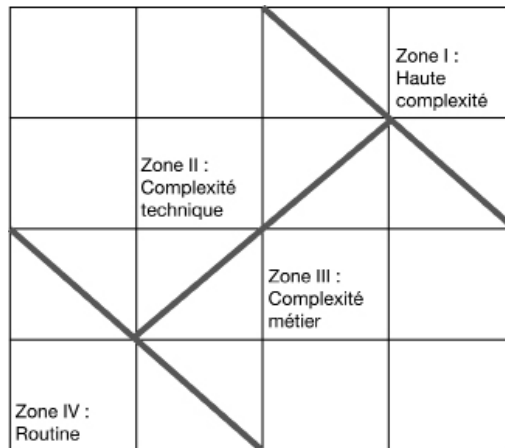 Zone I :
Haute
complexité
Zone II :
Complexité
technique
Zone III :
Complexité
métier
Zone IV :
Routine